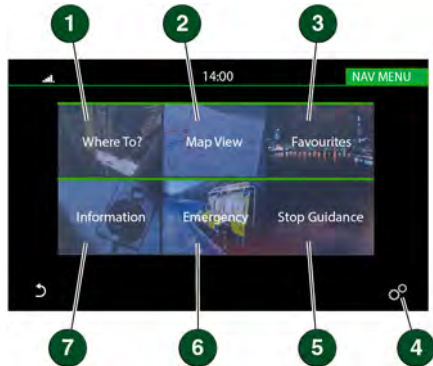 1 2 3
14:00 NAV MENU
Where To? Map View Favourites
Information Emergency Stop Guidance
7 6 5 4